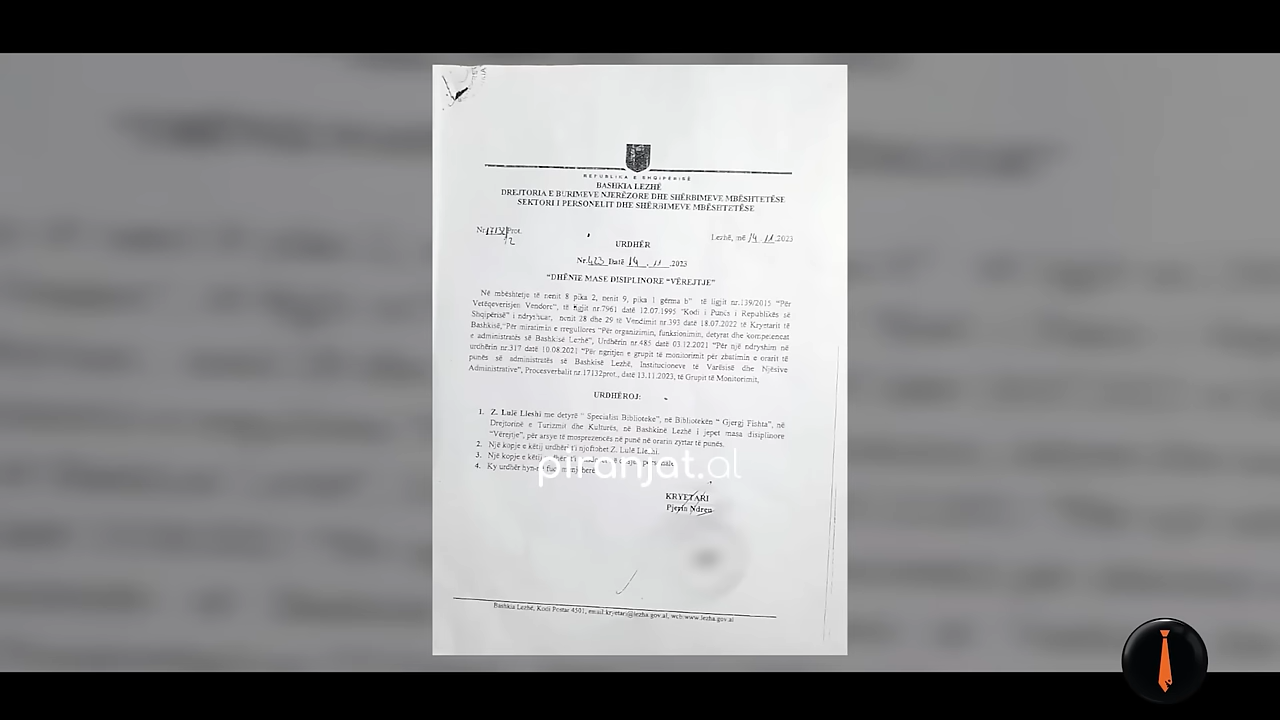 REPUBLIKA E SHQIPËRISË
BASHKIA LEZHË
DREJTORIA E BURIMEVE NJERËZORE DHE SHËRBIMEVE MBËSHTETËSE
SEKTORI I PERSONELIT DHE SHËRBIMEVE MBËSHTETËSE
Nr.17132/2 Prot.
Lezhë, më 14.11.2023
URDHËR
Nr.423 Datë 14.11.2023
"DHËNIE MASE DISIPLINORE "VËREJTJE"
Në mbështetje të nenit 8 pika 2, nenit 9, pika 1 gërma b" të ligjit nr.139/2015 "Për
Vetëqeverisjen Vendore", të ligjit nr.7961 datë 12.07.1995 "Kodi i Punës i Republikës së
Shqipërisë" i ndryshuar, nenit 28 dhe 29 të Vendimit nr.393 datë 18.07.2022 të Kryetarit të
Bashkisë,"Për miratimin e rregullores "Për organizimin, funksionimin, detyrat dhe kompetencat
e administratës së Bashkisë Lezhë", Urdhërin nr.485 datë 03.12.2021 "Për një ndryshim në
urdhërin nr.317 datë 10.08.2021 "Për ngritjen e grupit të monitorimit për zbatimin e orarit të
punës së administratës së Bashkisë Lezhë, Institucioneve të Varësisë dhe Njësive
Administrative", Procesverbalit nr.17132prot., datë 13.11.2023, të Grupit të Monitorimit,
URDHËROJ:
1. Z. Lulë Lleshi me detyrë " Specialist Biblioteke", në Bibliotekën " Gjergj Fishta", në
Drejtorinë e Turizmit dhe Kulturës, në Bashkinë Lezhë i jepet masa disiplinore
"Vërejtje", për arsye të mosprezencës në punë në orarin zyrtar të punës.
2. Një kopje e këtij urdhëri t'i njoftohet Z. Lulë Lleshi.
3. Një kopje e këtij
4. Ky urdhër hyn
piranjat.al
KRYETARI
Pjerin Ndreu
Bashkia Lezhë, Kodi Postar 4501, email:kryetari@lezha.gov.al, web:www.lezha.gov.al